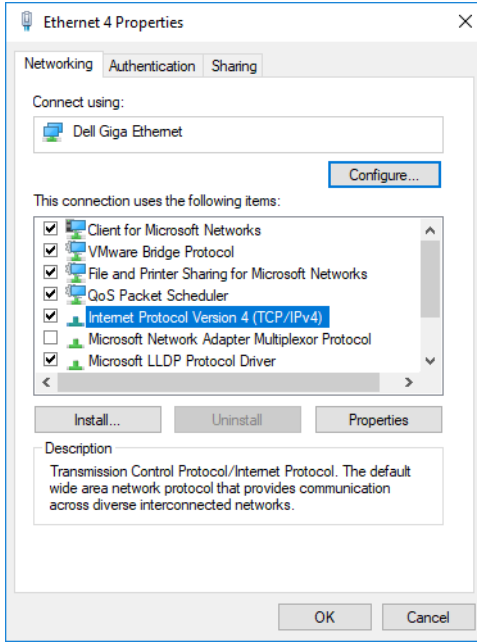 Ethernet 4 Properties
Networking Authentication Sharing
Connect using:
Dell Giga Ethernet
Configure...
This connection uses the following items:
Client for Microsoft Networks
VMware Bridge Protocol
File and Printer Sharing for Microsoft Networks
QoS Packet Scheduler
Internet Protocol Version 4 (TCP/IPv4)
Microsoft Network Adapter Multiplexor Protocol
Microsoft LLDP Protocol Driver
Install... Uninstall Properties
Description
Transmission Control Protocol/Internet Protocol. The default
wide area network protocol that provides communication
across diverse interconnected networks.
OK Cancel